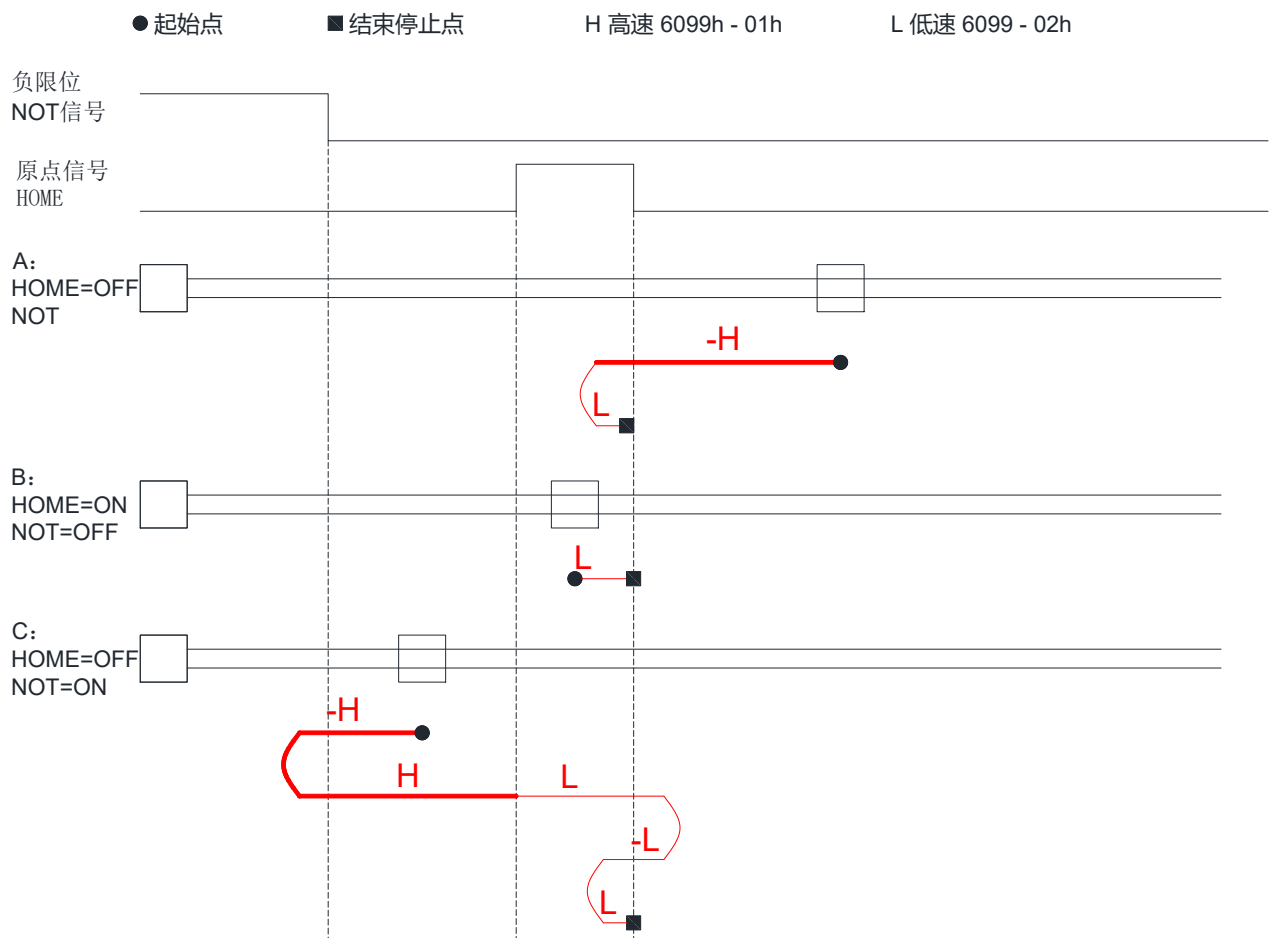 起始点 结束停止点 H 高速 6099h - 01h L 低速 6099 - 02h
负限位
NOT信号
原点信号
HOME
A:
HOME=OFF
NOT
-H
L
B:
HOME=ON
NOT=OFF
L
C:
HOME=OFF
NOT=ON
-H
H L
-L
L